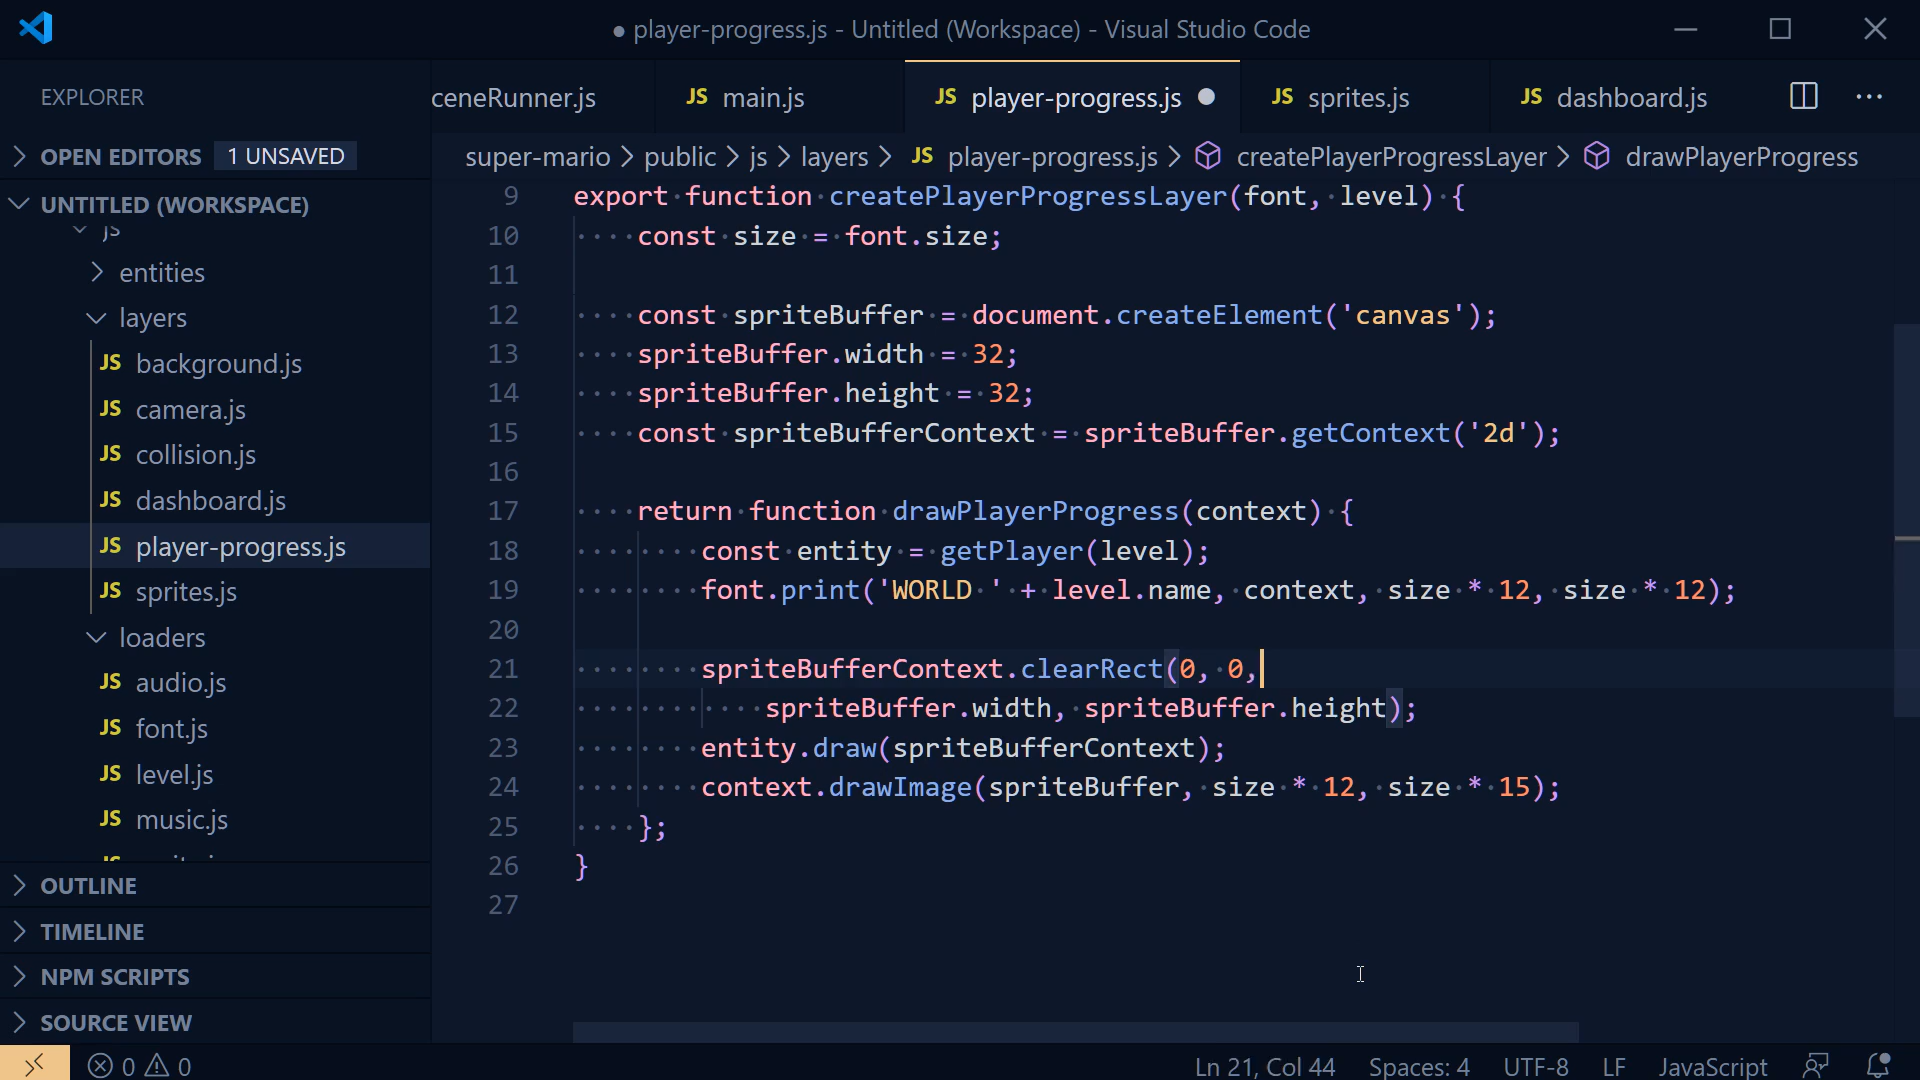 player-progress.js - Untitled (Workspace) - Visual Studio Code
EXPLORER
OPEN EDITORS 1 UNSAVED
UNTITLED (WORKSPACE)
js
entities
layers
JS background.js
JS camera.js
JS collision.js
JS dashboard.js
JS player-progress.js
JS sprites.js
loaders
JS audio.js
JS font.js
JS level.js
JS music.js
OUTLINE
TIMELINE
NPM SCRIPTS
SOURCE VIEW
ceneRunner.js JS main.js JS player-progress.js JS sprites.js JS dashboard.js
super-mario > public > js > layers > JS player-progress.js > createPlayerProgressLayer > drawPlayerProgress
9 export function createPlayerProgressLayer(font, level) {
10     const size = font.size;
11
12     const spriteBuffer = document.createElement('canvas');
13     spriteBuffer.width = 32;
14     spriteBuffer.height = 32;
15     const spriteBufferContext = spriteBuffer.getContext('2d');
16
17     return function drawPlayerProgress(context) {
18         const entity = getPlayer(level);
19         font.print('WORLD ' + level.name, context, size * 12, size * 12);
20
21         spriteBufferContext.clearRect(0, 0,
22             spriteBuffer.width, spriteBuffer.height);
23         entity.draw(spriteBufferContext);
24         context.drawImage(spriteBuffer, size * 12, size * 15);
25     };
26 }
27
0 0 Ln 21, Col 44 Spaces: 4 UTF-8 LF JavaScript